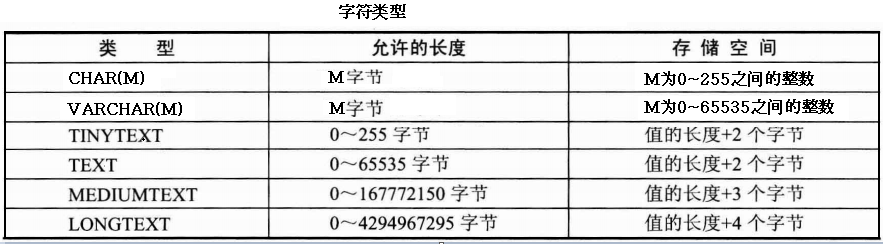 字符类型
类 型 允许的长度 存储空间
CHAR(M) M字节 M为0~255之间的整数
VARCHAR(M) M字节 M为0~65535之间的整数
TINYTEXT 0～255 字节 值的长度+2 个字节
TEXT 0～65535 字节 值的长度+2 个字节
MEDIUMTEXT 0～167772150 字节 值的长度+3 个字节
LONGTEXT 0～4294967295 字节 值的长度+4 个字节